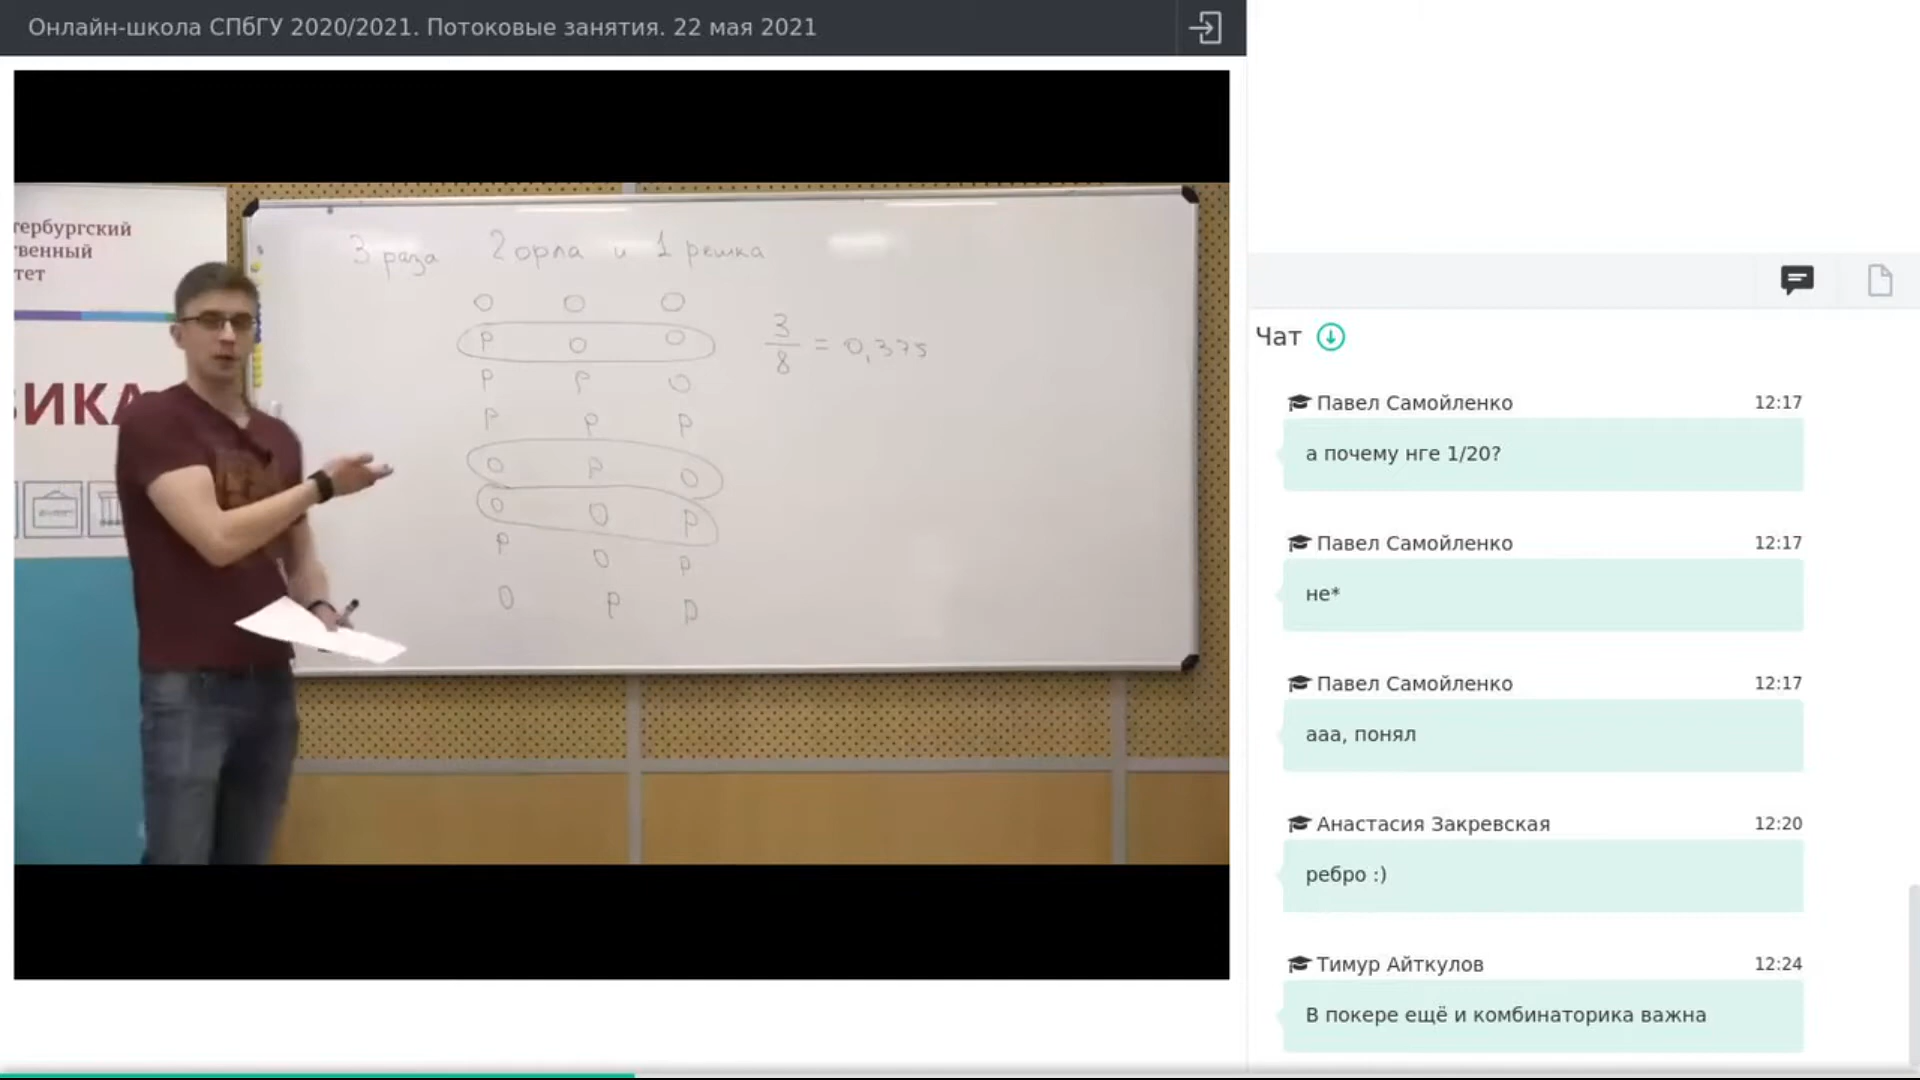 Онлайн-школа СПбГУ 2020/2021. Потоковые занятия. 22 мая 2021
тербургский
венный
тет
ИКА
3 раза 2 орла и 1 решка
О О О
Р О О
Р Р О
Р Р Р
О Р О
О О Р
Р О Р
О Р Р
3/8 = 0,375
Чат
Павел Самойленко 12:17
а почему нге 1/20?
Павел Самойленко 12:17
не*
Павел Самойленко 12:17
ааа, понял
Анастасия Закревская 12:20
ребро :)
Тимур Айткулов 12:24
В покере ещё и комбинаторика важна